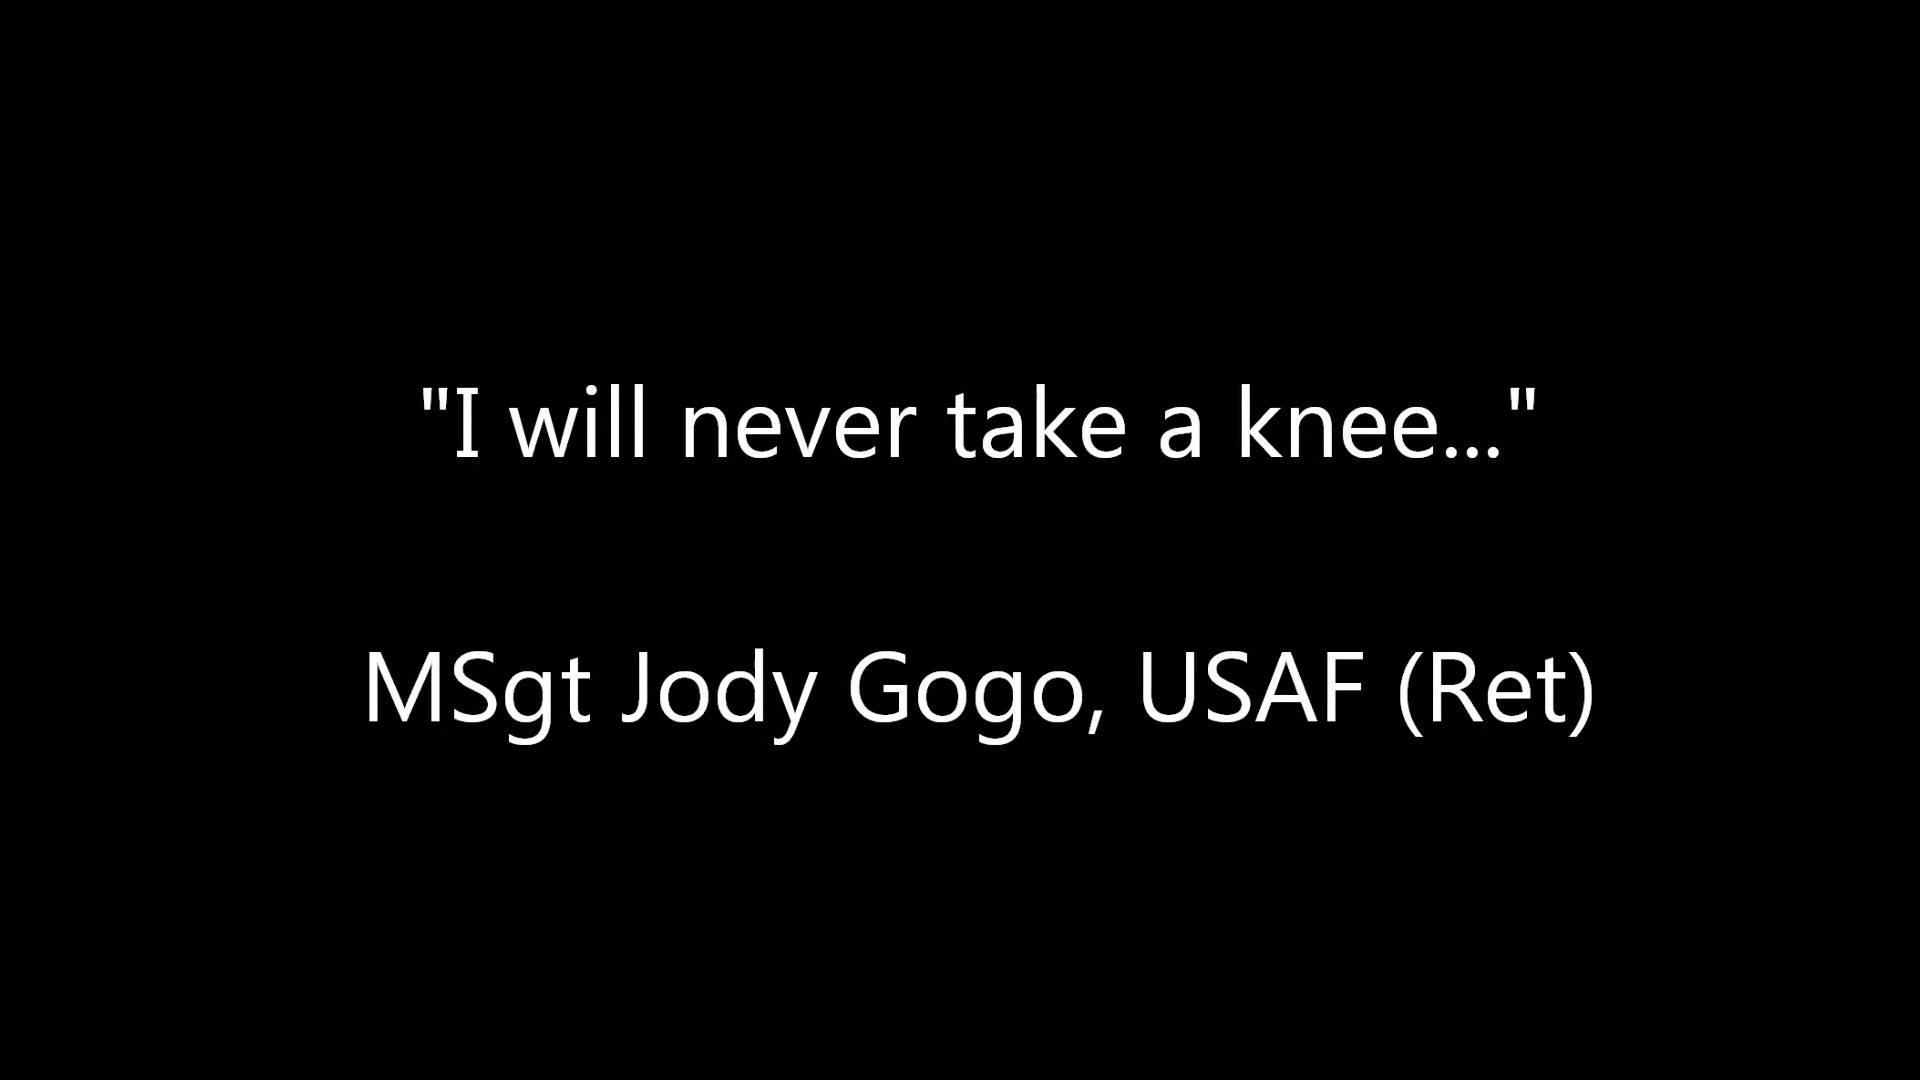 "I will never take a knee..."
MSgt Jody Gogo, USAF (Ret)